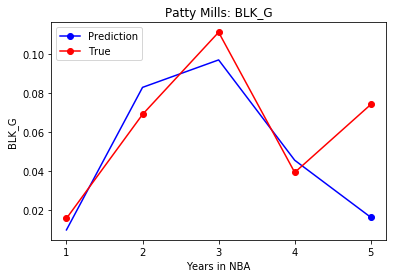 Patty Mills: BLK_G
Prediction
True
BLK_G
0.10
0.08
0.06
0.04
0.02
1 2 3 4 5
Years in NBA